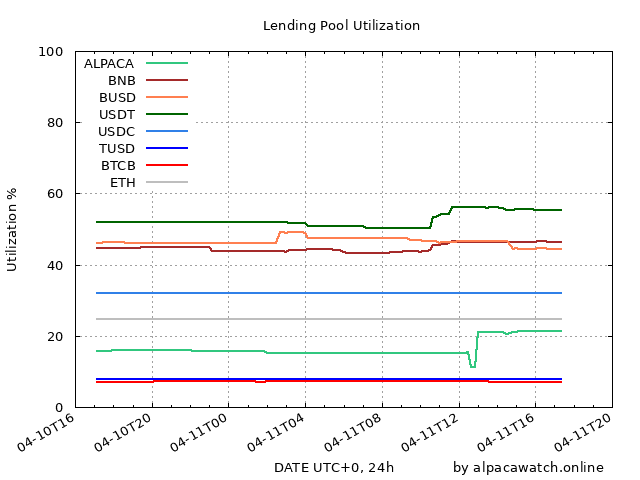 Lending Pool Utilization
100
80
60
40
20
0
Utilization %
ALPACA
BNB
BUSD
USDT
USDC
TUSD
BTCB
ETH
04-10T16
04-10T20
04-11T00
04-11T04
04-11T08
04-11T12
04-11T16
04-11T20
DATE UTC+0, 24h
by alpacawatch.online